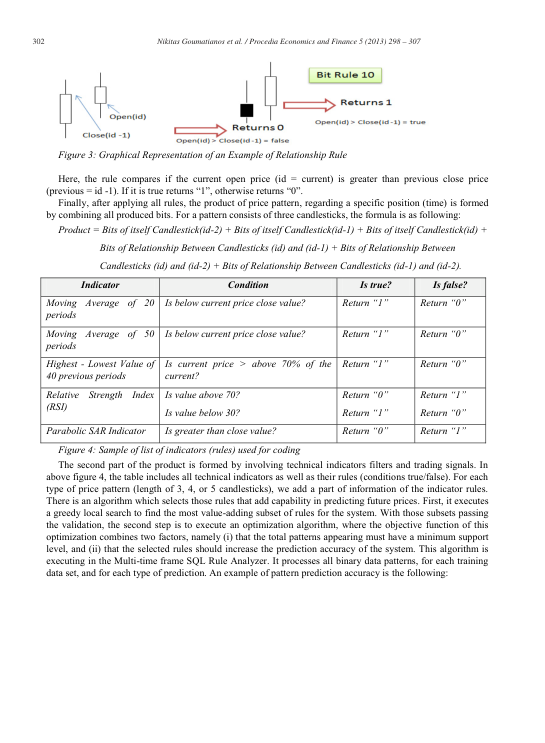 302
Nikitas Goumatianos et al. / Procedia Economics and Finance 5 (2013) 298 – 307
Bit Rule 10
Returns 1
Open(id)
Open(id) > Close(id -1) = true
Returns 0
Close(id -1)
Open(id) > Close(id -1) = false
Figure 3: Graphical Representation of an Example of Relationship Rule
Here, the rule compares if the current open price (id = current) is greater than previous close price
(previous = id -1). If it is true returns “1”, otherwise returns “0”.
Finally, after applying all rules, the product of price pattern, regarding a specific position (time) is formed
by combining all produced bits. For a pattern consists of three candlesticks, the formula is as following:
Product = Bits of itself Candlestick(id-2) + Bits of itself Candlestick(id-1) + Bits of itself Candlestick(id) +
Bits of Relationship Between Candlesticks (id) and (id-1) + Bits of Relationship Between
Candlesticks (id) and (id-2) + Bits of Relationship Between Candlesticks (id-1) and (id-2).
Indicator Condition Is true? Is false?
Moving Average of 20 Is below current price close value? Return “1” Return “0”
periods
Moving Average of 50 Is below current price close value? Return “1” Return “0”
periods
Highest - Lowest Value of Is current price > above 70% of the Return “1” Return “0”
40 previous periods current?
Relative Strength Index Is value above 70? Return “0” Return “1”
(RSI)
Is value below 30? Return “1” Return “0”
Parabolic SAR Indicator Is greater than close value? Return “0” Return “1”
Figure 4: Sample of list of indicators (rules) used for coding
The second part of the product is formed by involving technical indicators filters and trading signals. In
above figure 4, the table includes all technical indicators as well as their rules (conditions true/false). For each
type of price pattern (length of 3, 4, or 5 candlesticks), we add a part of information of the indicator rules.
There is an algorithm which selects those rules that add capability in predicting future prices. First, it executes
a greedy local search to find the most value-adding subset of rules for the system. With those subsets passing
the validation, the second step is to execute an optimization algorithm, where the objective function of this
optimization combines two factors, namely (i) that the total patterns appearing must have a minimum support
level, and (ii) that the selected rules should increase the prediction accuracy of the system. This algorithm is
executing in the Multi-time frame SQL Rule Analyzer. It processes all binary data patterns, for each training
data set, and for each type of prediction. An example of pattern prediction accuracy is the following: